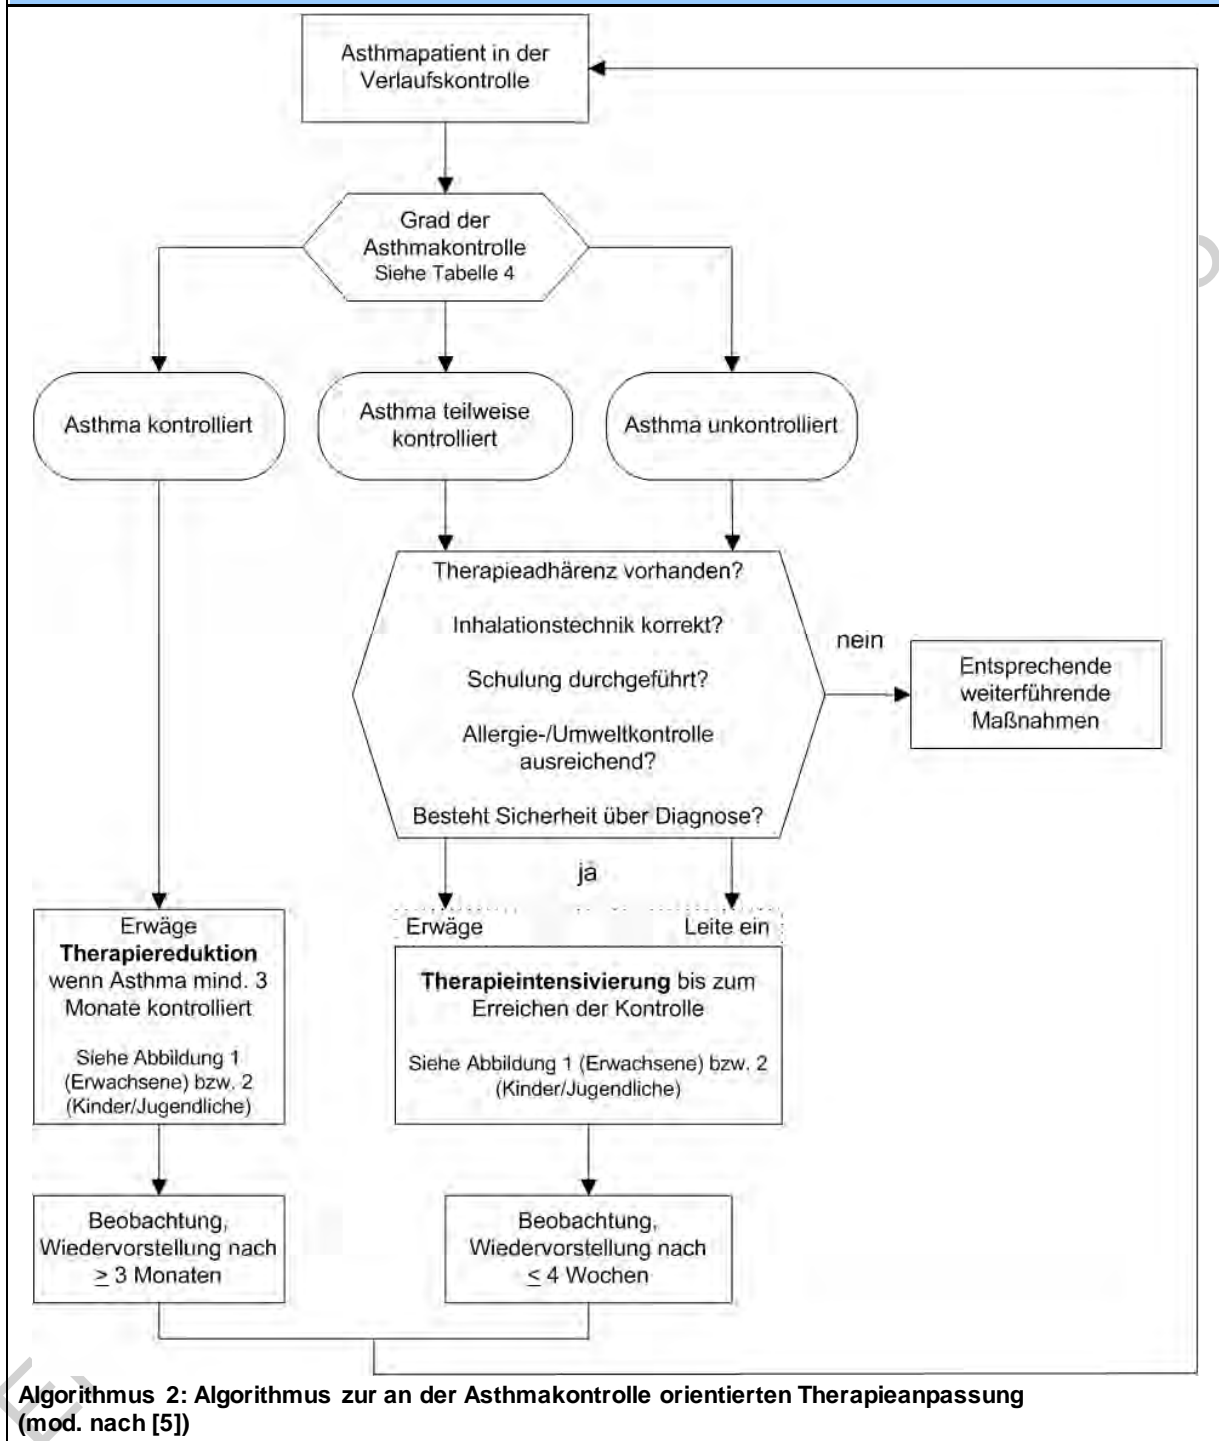 Asthmapatient in der
Verlaufskontrolle
Grad der
Asthmakontrolle
Siehe Tabelle 4
Asthma kontrolliert
Asthma teilweise
kontrolliert
Asthma unkontrolliert
Therapieadhärenz vorhanden?
Inhalationstechnik korrekt?
Schulung durchgeführt?
Allergie-/Umweltkontrolle
ausreichend?
Besteht Sicherheit über Diagnose?
nein
Entsprechende
weiterführende
Maßnahmen
ja
Erwäge
Therapiereduktion
wenn Asthma mind. 3
Monate kontrolliert
Siehe Abbildung 1
(Erwachsene) bzw. 2
(Kinder/Jugendliche)
Erwäge
Leite ein
Therapieintensivierung bis zum
Erreichen der Kontrolle
Siehe Abbildung 1 (Erwachsene) bzw. 2
(Kinder/Jugendliche)
Beobachtung,
Wiedervorstellung nach
≥ 3 Monaten
Beobachtung,
Wiedervorstellung nach
≤ 4 Wochen
Algorithmus 2: Algorithmus zur an der Asthmakontrolle orientierten Therapieanpassung
(mod. nach [5])